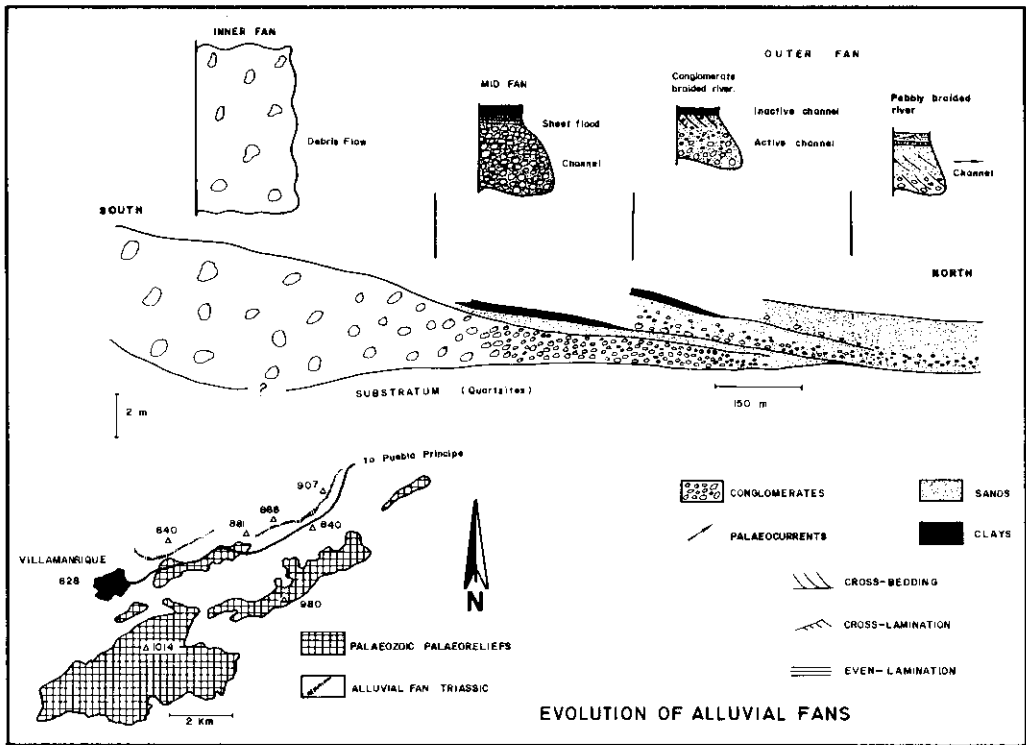 INNER FAN
OUTER FAN
MID FAN
Conglomerate
braided river.
Pebbly braided
river
Inactive channel
Sheet flood
Debris Flow
Active channel
Channel
Channel
SOUTH
NORTH
?
SUBSTRATUM (Quartzites)
2 m
150 m
To Puebla Principe
907
886
881
840
640
VILLAMANRIQUE
628
980
1014
N
2 Km
PALAEOZOIC PALAEORELIEFS
ALLUVIAL FAN TRIASSIC
CONGLOMERATES
SANDS
PALAEOCURRENTS
CLAYS
CROSS-BEDDING
CROSS-LAMINATION
EVEN-LAMINATION
EVOLUTION OF ALLUVIAL FANS